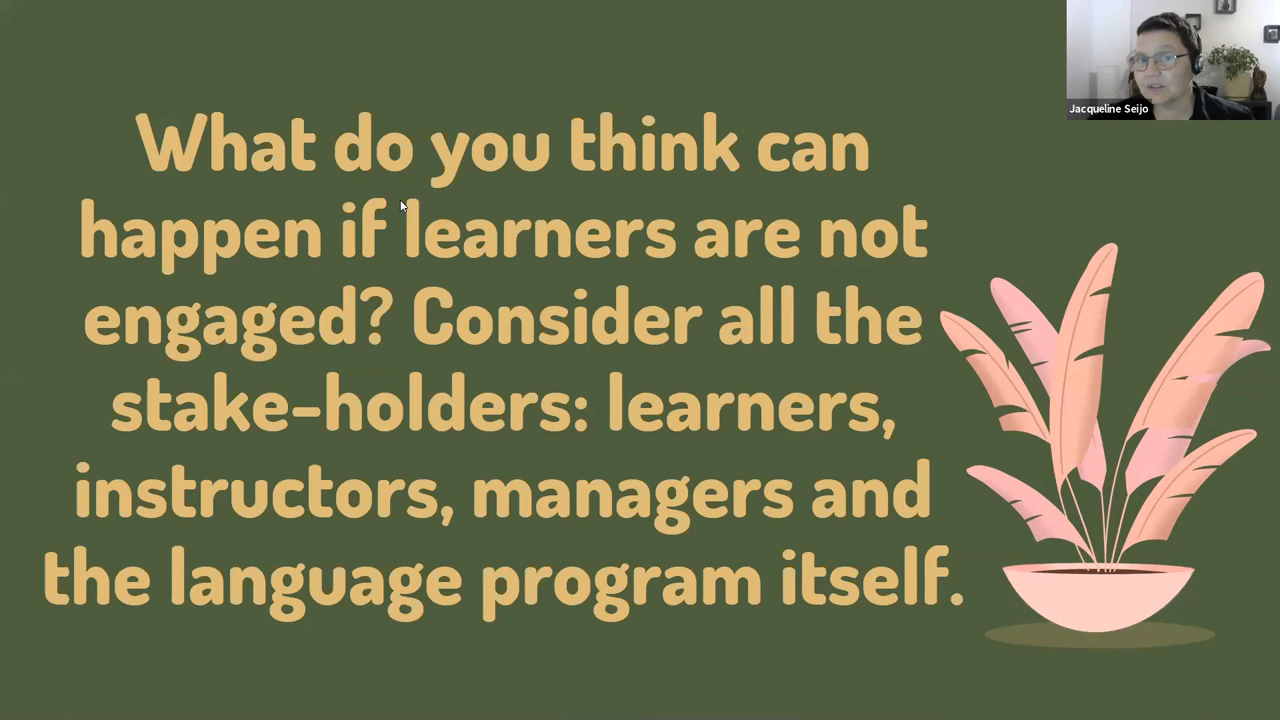 What do you think can
happen if learners are not
engaged? Consider all the
stake-holders: learners,
instructors, managers and
the language program itself.
Jacqueline Seijo